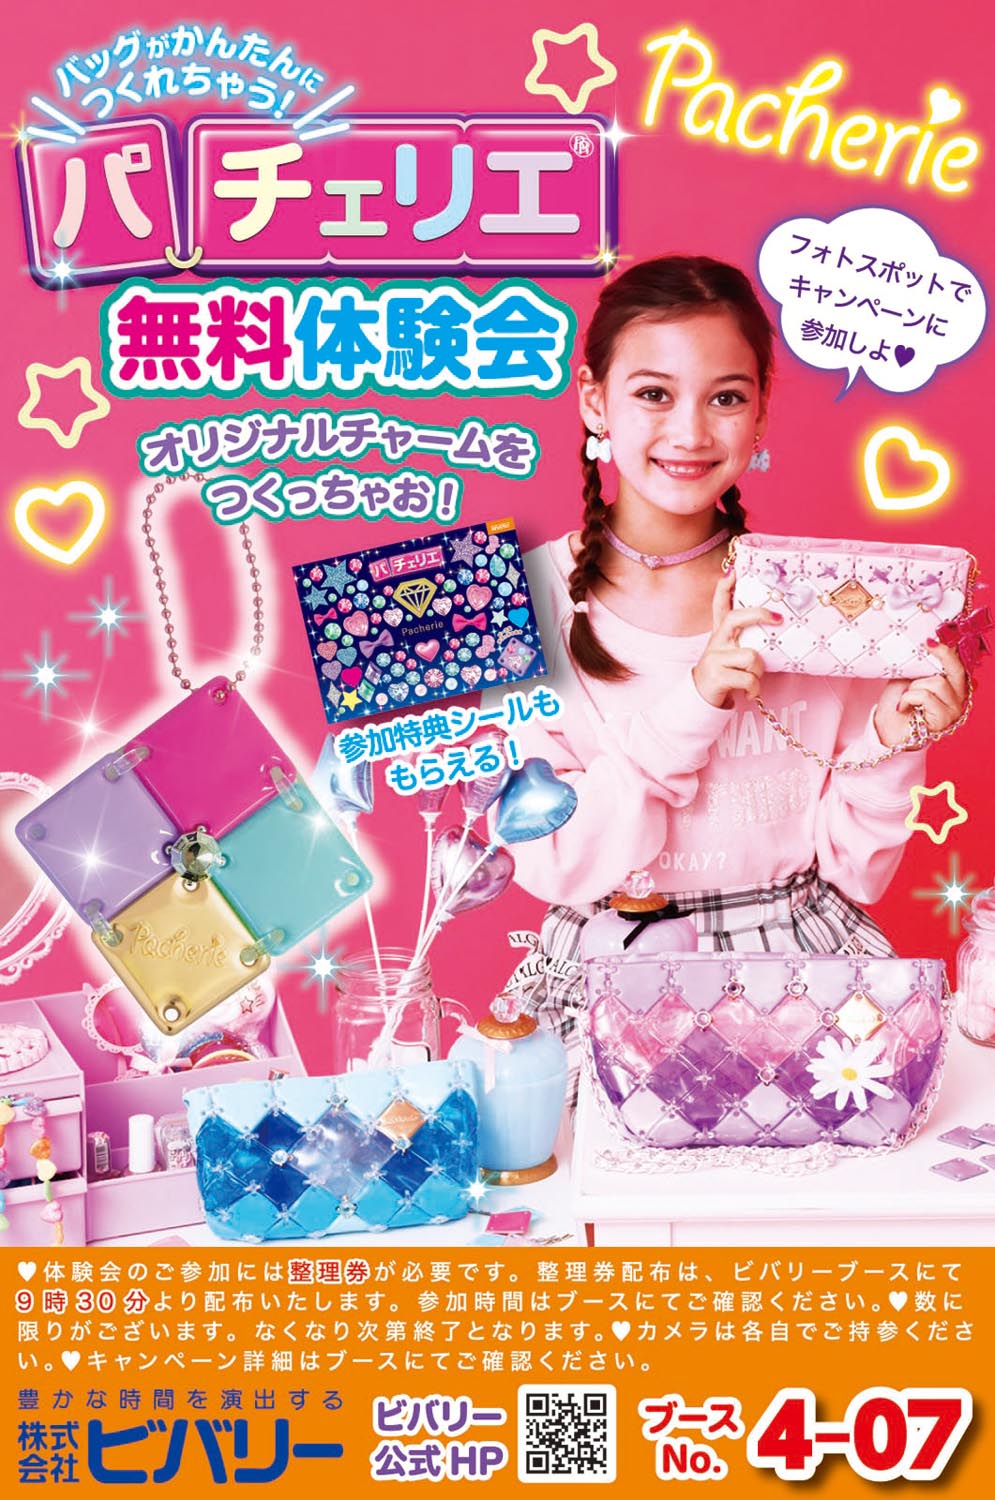 バッグがかんたんに
つくれちゃう!
パチェリエ®
Pacherie
無料体験会
フォトスポットで
キャンペーンに
参加しよ♥
オリジナルチャームを
つくっちゃお!
パチェリエ
Pacherie
参加特典シールも
もらえる!
Pacherie
WANT
OKAY?
♥体験会のご参加には整理券が必要です。整理券配布は、ビバリーブースにて
9時30分より配布いたします。参加時間はブースにてご確認ください。♥数に
限りがございます。なくなり次第終了となります。♥カメラは各自でご持参くださ
い。♥キャンペーン詳細はブースにてご確認ください。
豊かな時間を演出する
株式会社ビバリー
ビバリー
公式HP
ブース
No.
4-07